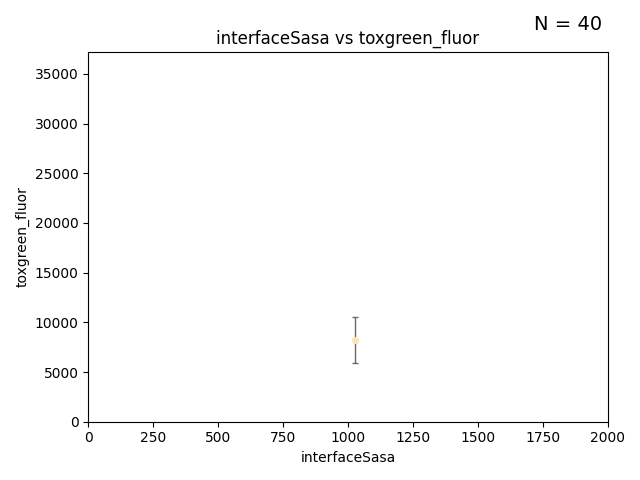 N = 40
interfaceSasa vs toxgreen_fluor
35000
30000
25000
20000
15000
10000
5000
0
toxgreen_fluor
0 250 500 750 1000 1250 1500 1750 2000
interfaceSasa